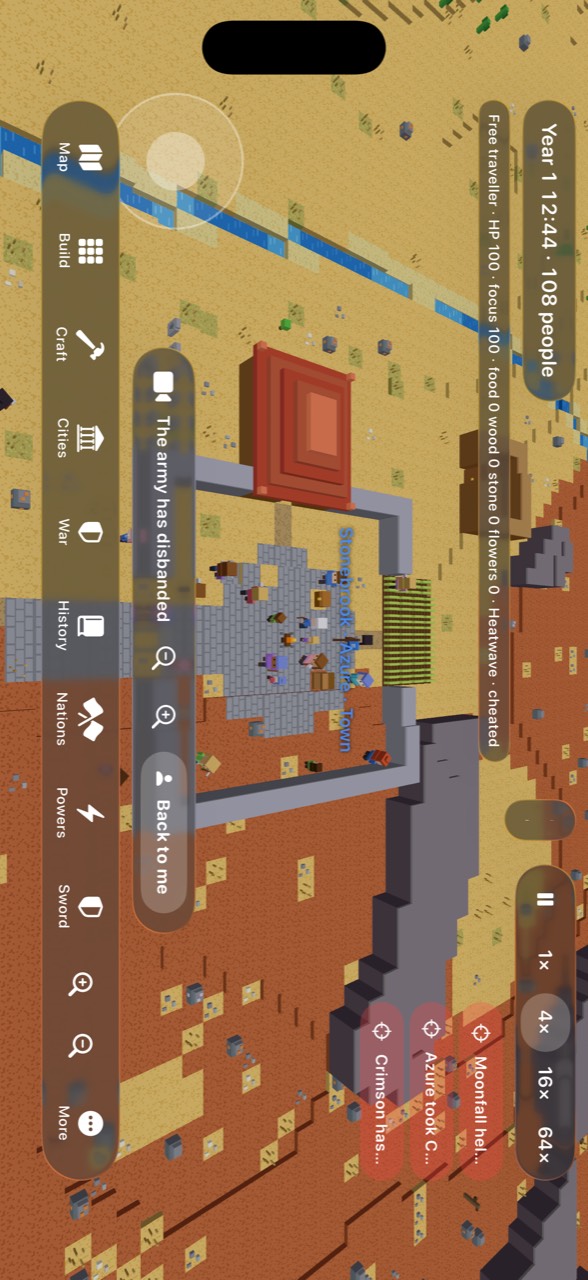 Year 1 12:44 · 108 people
Free traveller · HP 100 · focus 100 · food 0 wood 0 stone 0 flowers 0 · Heatwave · cheated
1×
4×
16×
64×
Moonfall hel...
Azure took C...
Crimson has...
Stonebrook · Azure · Town
The army has disbanded
Back to me
Map
Build
Craft
Cities
War
History
Nations
Powers
Sword
More